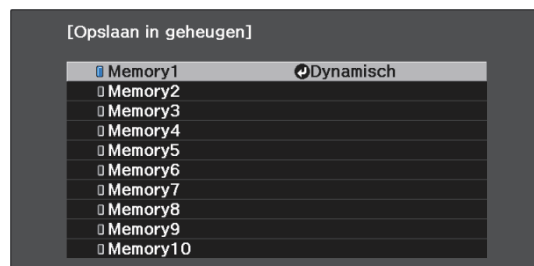 [Opslaan in geheugen]
Memory1 Dynamisch
Memory2
Memory3
Memory4
Memory5
Memory6
Memory7
Memory8
Memory9
Memory10